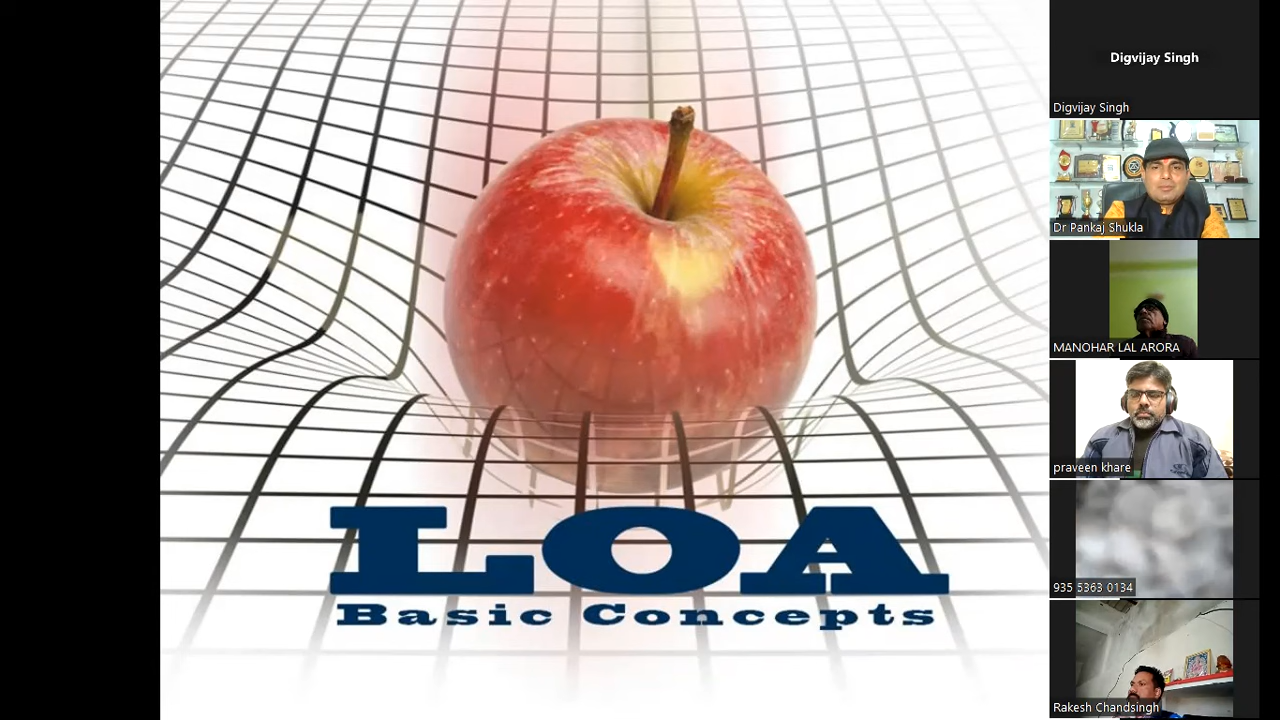 LOA
Basic Concepts
Digvijay Singh
Digvijay Singh
Dr Pankaj Shukla
MANOHAR LAL ARORA
praveen khare
935 5363 0134
Rakesh Chandsingh